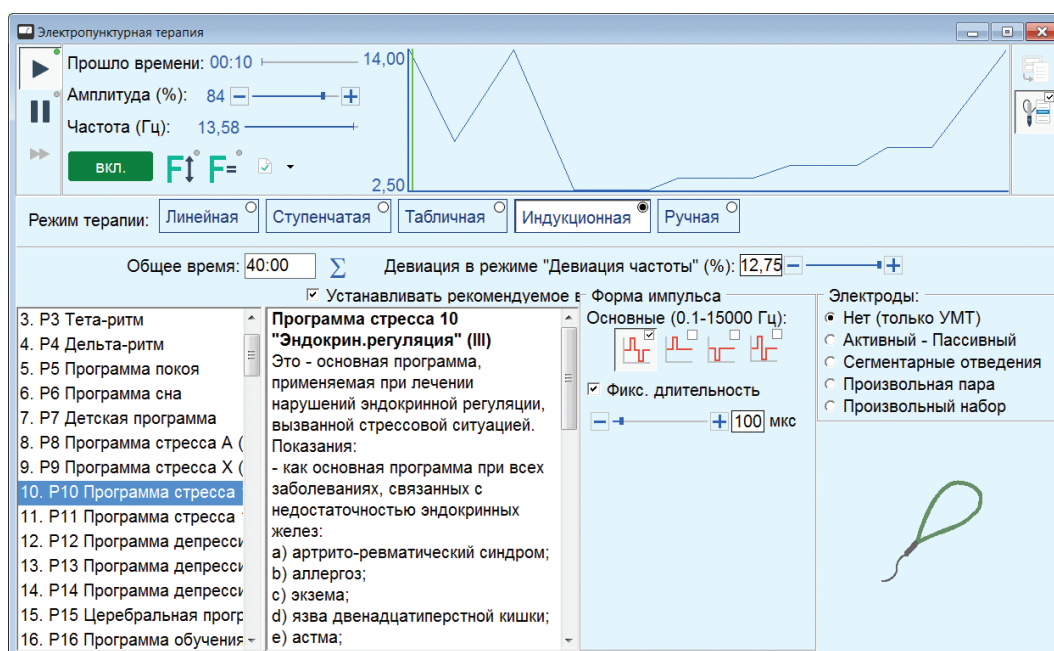 Электропунктурная терапия
Прошло времени: 00:10
14,00
Амплитуда (%): 84
Частота (Гц): 13,58
вкл.
F F=
2,50
Режим терапии: Линейная Ступенчатая Табличная Индукционная Ручная
Общее время: 40:00 Σ Девиация в режиме "Девиация частоты" (%): 12,75
Устанавливать рекомендуемое в
3. P3 Тета-ритм
4. P4 Дельта-ритм
5. P5 Программа покоя
6. P6 Программа сна
7. P7 Детская программа
8. P8 Программа стресса А (
9. P9 Программа стресса X (
10. P10 Программа стресса
11. P11 Программа стресса
12. P12 Программа депресси
13. P13 Программа депресси
14. P14 Программа депресси
15. P15 Церебральная прогр
16. P16 Программа обучения
Программа стресса 10
"Эндокрин.регуляция" (III)
Это - основная программа,
применяемая при лечении
нарушений эндокринной регуляции,
вызванной стрессовой ситуацией.
Показания:
- как основная программа при всех
заболеваниях, связанных с
недостаточностью эндокринных
желез:
a) артрито-ревматический синдром;
b) аллергоз;
c) экзема;
d) язва двенадцатиперстной кишки;
e) астма;
Форма импульса
Основные (0.1-15000 Гц):
Фикс. длительность
100 мкс
Электроды:
Нет (только УМТ)
Активный - Пассивный
Сегментарные отведения
Произвольная пара
Произвольный набор